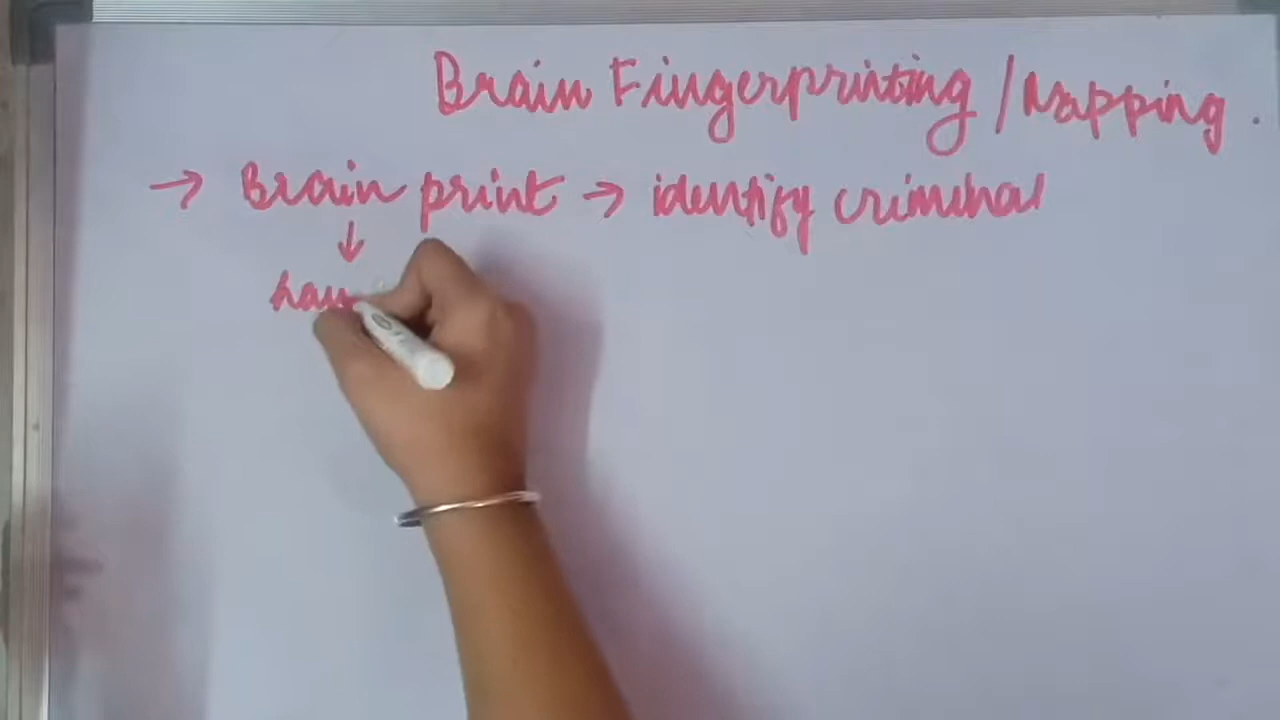 Brain Fingerprinting / Mapping.
→ Brain print → identify criminal
↓